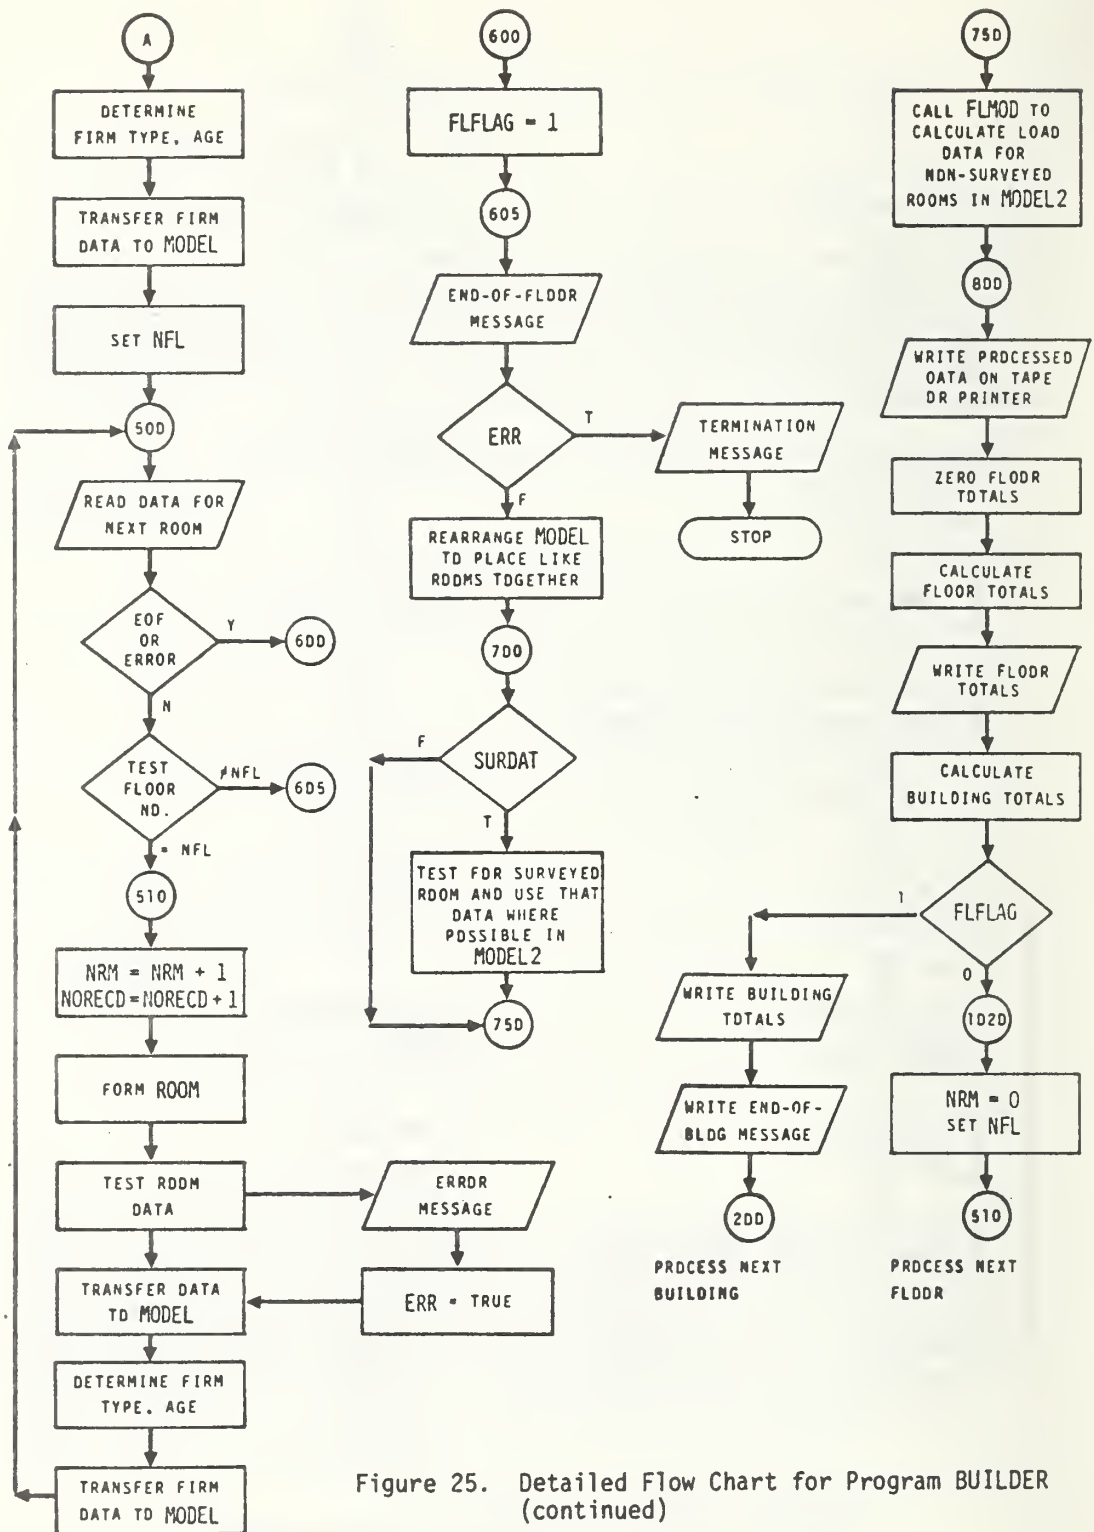 A
DETERMINE
FIRM TYPE, AGE
TRANSFER FIRM
DATA TO MODEL
SET NFL
500
READ DATA FOR
NEXT ROOM
EOF
OR
ERROR
Y
600
N
TEST
FLOOR
NO.
≠NFL
605
= NFL
510
NRM = NRM + 1
NORECD=NORECD+1
FORM ROOM
TEST ROOM
DATA
ERROR
MESSAGE
ERR = TRUE
TRANSFER DATA
TO MODEL
DETERMINE FIRM
TYPE, AGE
TRANSFER FIRM
DATA TO MODEL
600
FLFLAG = 1
605
END-OF-FLOOR
MESSAGE
ERR
T
TERMINATION
MESSAGE
STOP
F
REARRANGE MODEL
TO PLACE LIKE
ROOMS TOGETHER
700
SURDAT
F
T
TEST FOR SURVEYED
ROOM AND USE THAT
DATA WHERE
POSSIBLE IN
MODEL2
750
750
CALL FLMOD TO
CALCULATE LOAD
DATA FOR
NON-SURVEYED
ROOMS IN MODEL2
800
WRITE PROCESSED
DATA ON TAPE
OR PRINTER
ZERO FLOOR
TOTALS
CALCULATE
FLOOR TOTALS
WRITE FLOOR
TOTALS
CALCULATE
BUILDING TOTALS
FLFLAG
1
0
WRITE BUILDING
TOTALS
WRITE END-OF-
BLDG MESSAGE
200
PROCESS NEXT
BUILDING
1020
NRM = 0
SET NFL
510
PROCESS NEXT
FLOOR
Figure 25. Detailed Flow Chart for Program BUILDER
(continued)